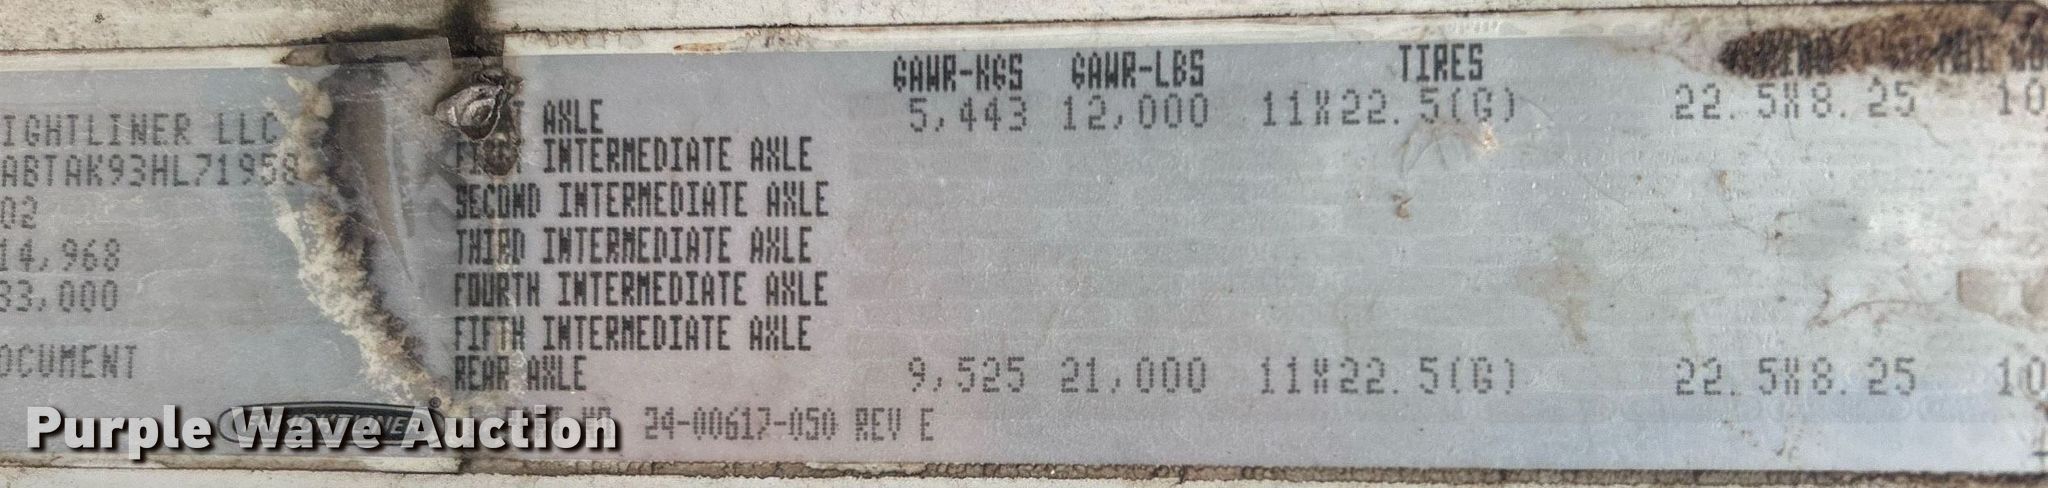 GAWR-KGS GAWR-LBS TIRES
AXLE 5,443 12,000 11X22.5(G) 22.5X8.25 10
IGHTLINER LLC
INTERMEDIATE AXLE
ABTAK93HL71958
SECOND INTERMEDIATE AXLE
02
THIRD INTERMEDIATE AXLE
14,968
FOURTH INTERMEDIATE AXLE
33,000
FIFTH INTERMEDIATE AXLE
OCUMENT
REAR AXLE 9,525 21,000 11X22.5(G) 22.5X8.25 10
24-00617-050 REV E
Purple Wave Auction